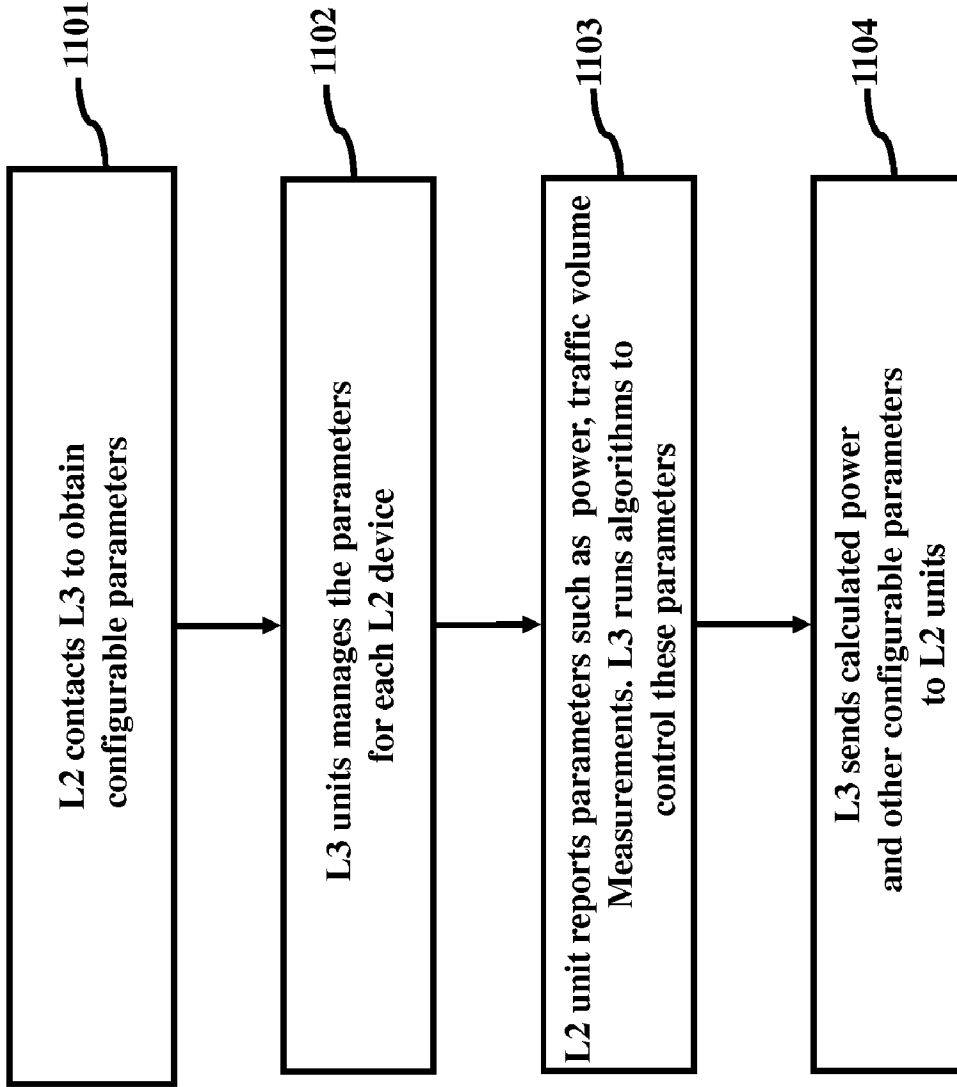 L2 contacts L3 to obtain
configurable parameters
1101
L3 units manages the parameters
for each L2 device
1102
L2 unit reports parameters such as power, traffic volume
Measurements. L3 runs algorithms to
control these parameters
1103
L3 sends calculated power
and other configurable parameters
to L2 units
1104